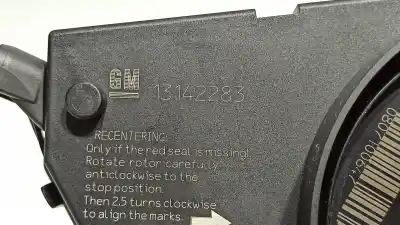 GM
13142283
RECENTERING:
Only if the red seal is missing!
Rotate rotor carefully
anticlockwise to the
stop position.
Then 2,5 turns clockwise
to align the marks.